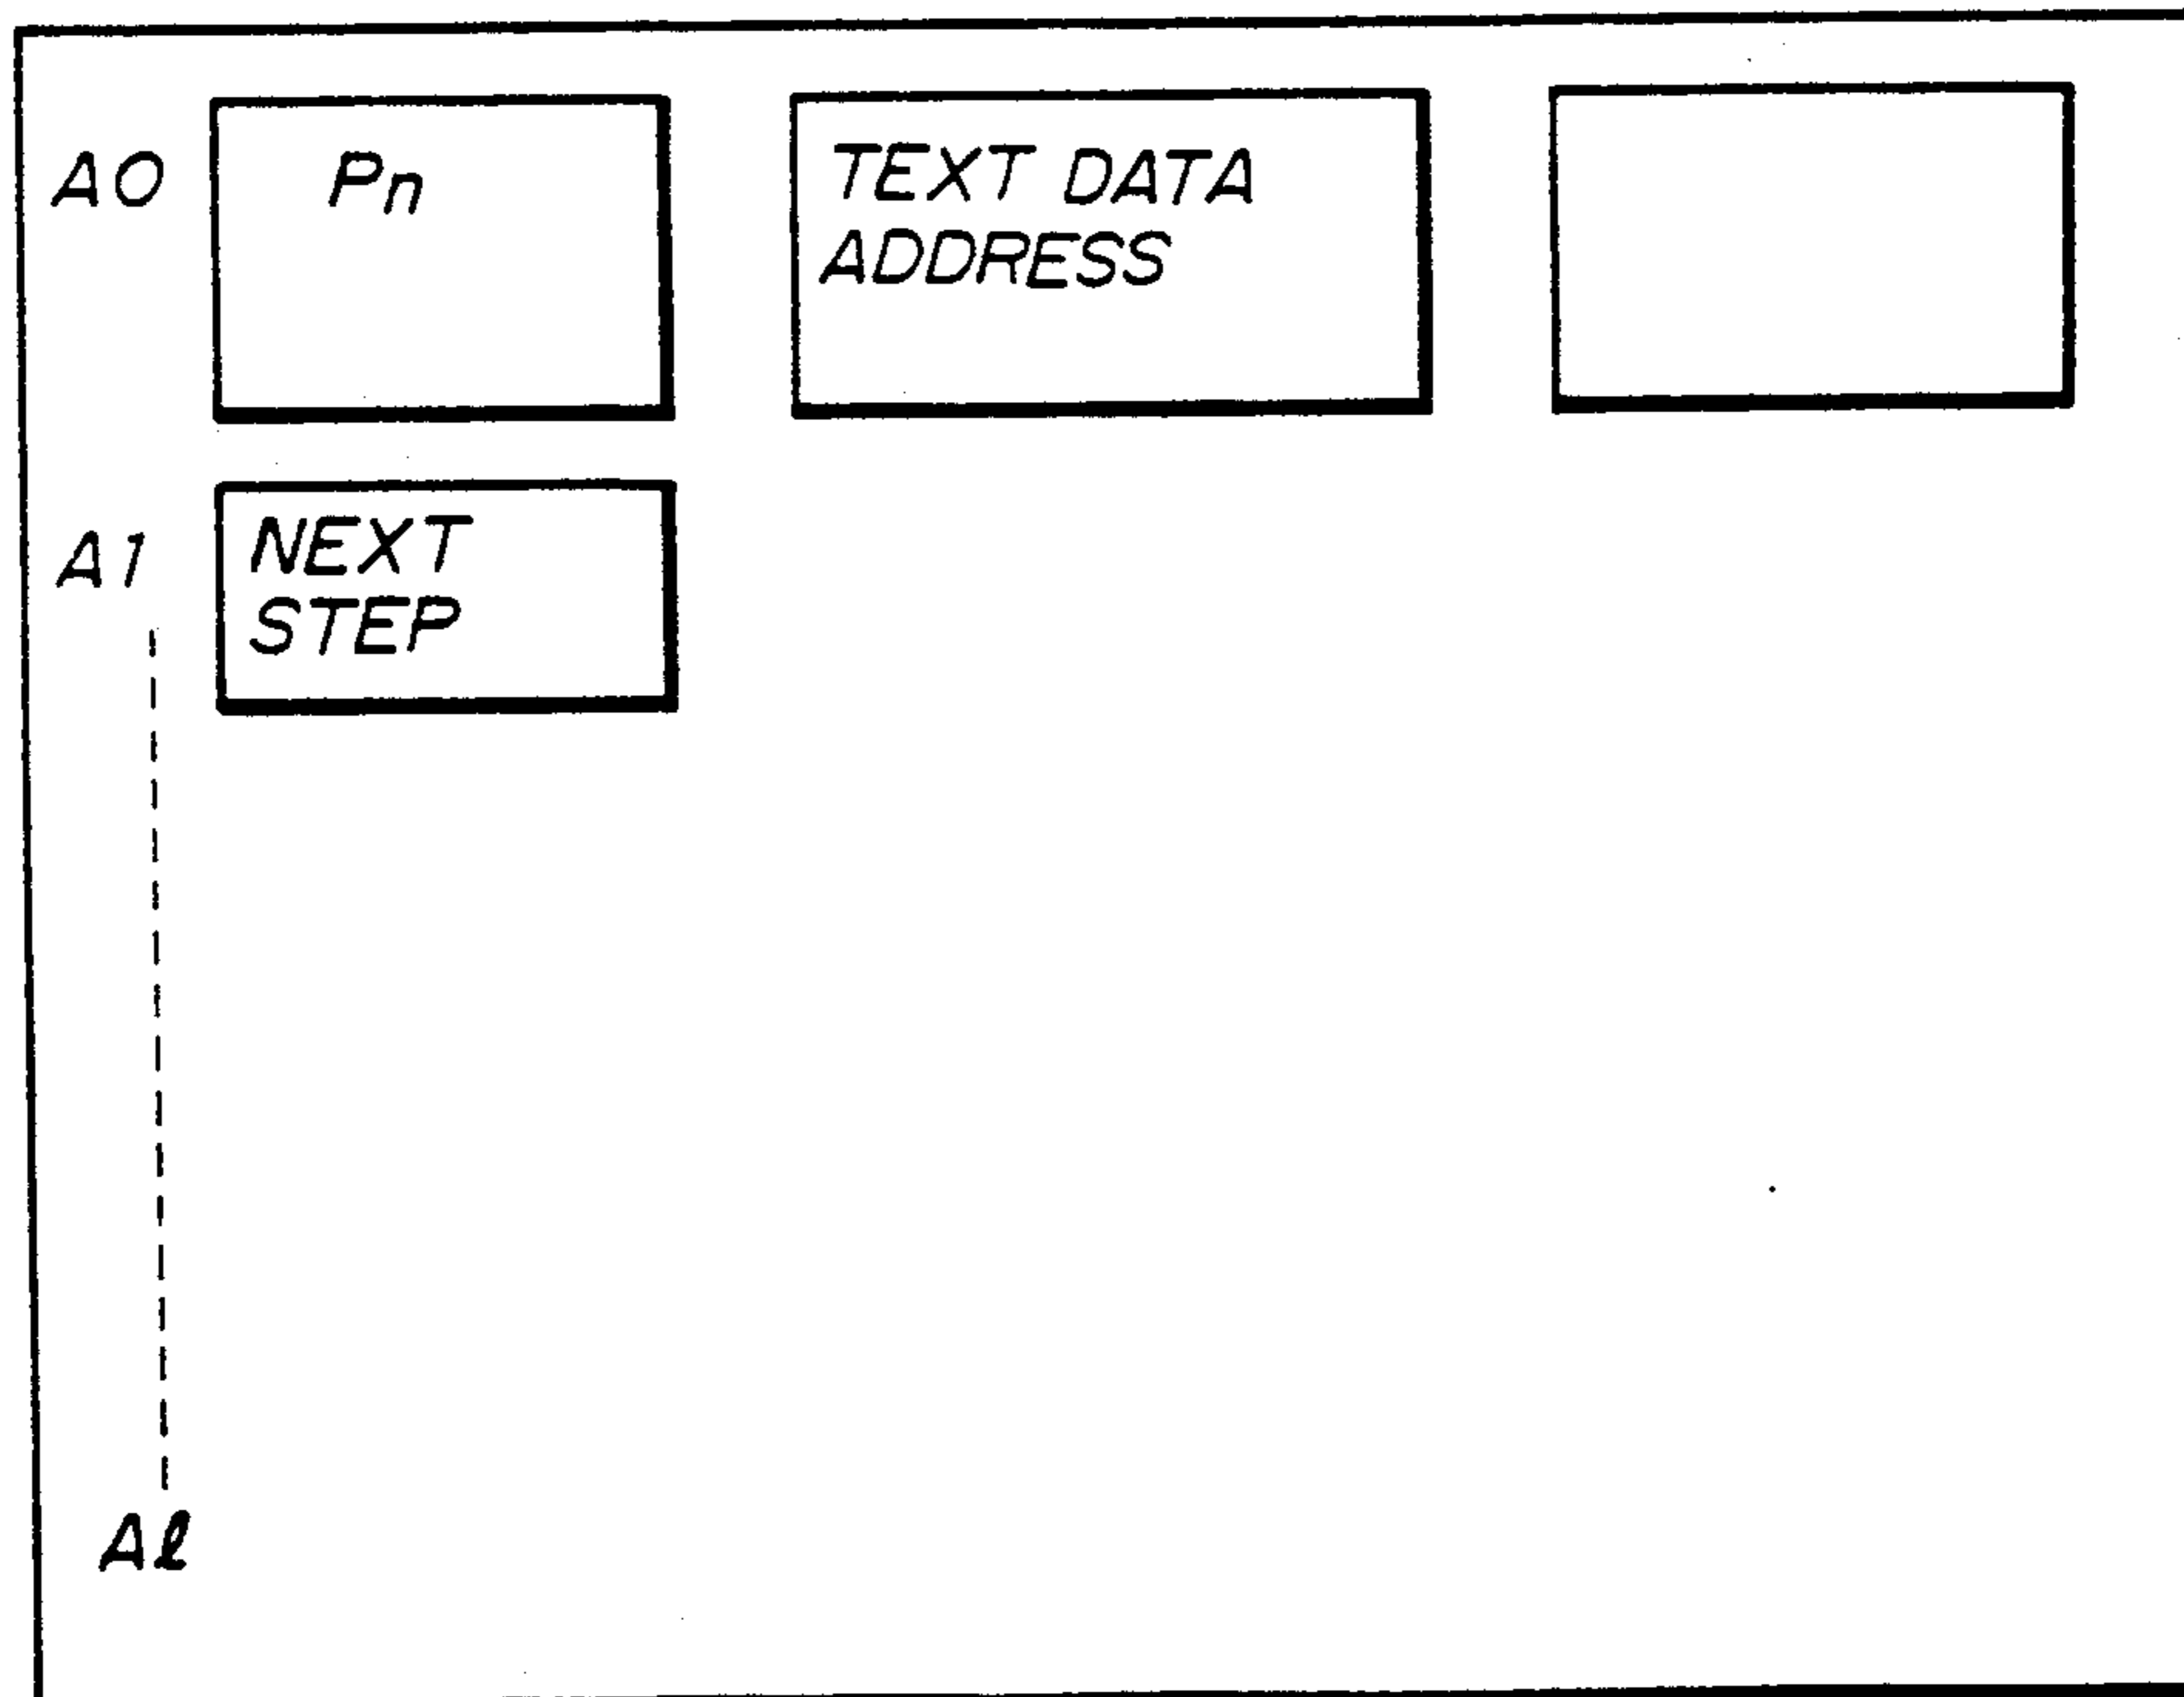 A0 Pn TEXT DATA
ADDRESS
A1 NEXT
STEP
Aℓ